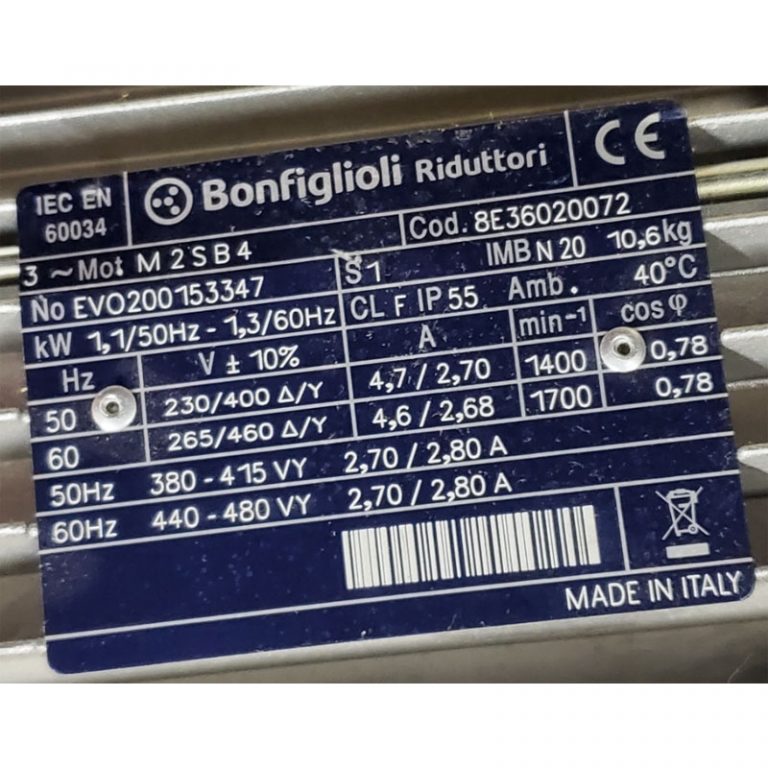 IEC EN
60034
Bonfiglioli Riduttori
CE
3 ~ Mot M 2 S B 4
Cod. 8E36020072
No EVO200153347
S 1
IMB N 20 10,6kg
kW 1,1/50Hz - 1,3/60Hz
CL F IP 55 Amb. 40°C
Hz V ± 10% A min-1 cos φ
50 230/400 Δ/Y 4,7 / 2,70 1400 0,78
60 265/460 Δ/Y 4,6 / 2,68 1700 0,78
50Hz 380 - 415 VY 2,70 / 2,80 A
60Hz 440 - 480 VY 2,70 / 2,80 A
MADE IN ITALY